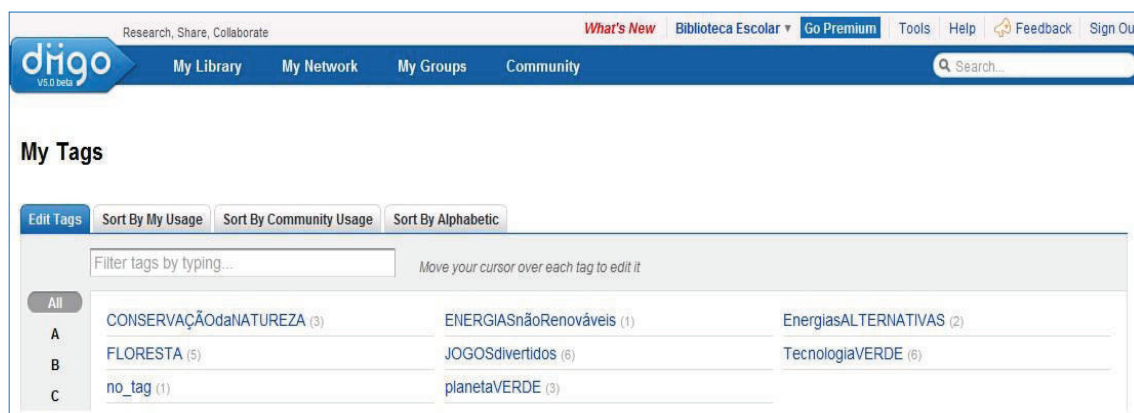 Research, Share, Collaborate What's New Biblioteca Escolar ▾ Go Premium Tools Help Feedback Sign Ou
diigo V5.0 beta My Library My Network My Groups Community Search...
My Tags
Edit Tags Sort By My Usage Sort By Community Usage Sort By Alphabetic
Filter tags by typing... Move your cursor over each tag to edit it
All
CONSERVAÇÃOdaNATUREZA (3) ENERGIASnãoRenováveis (1) EnergiasALTERNATIVAS (2)
A
FLORESTA (5) JOGOSdivertidos (6) TecnologiaVERDE (6)
B
no_tag (1) planetaVERDE (3)
C